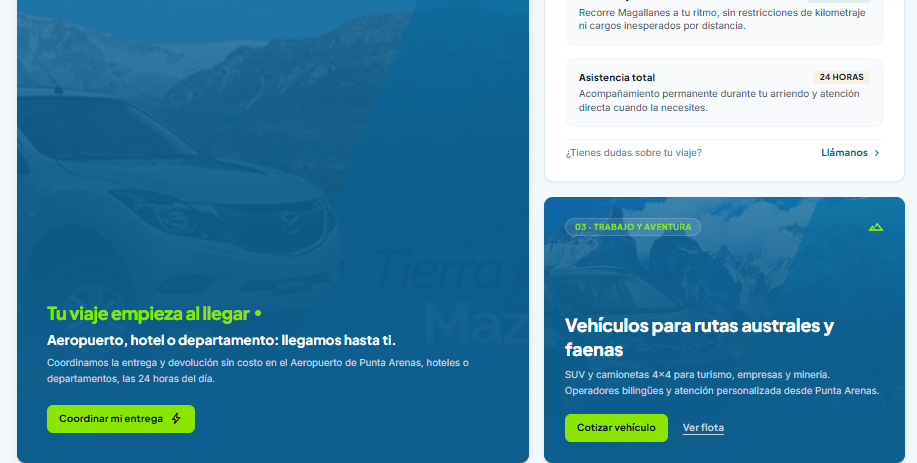 Recorre Magallanes a tu ritmo, sin restricciones de kilometraje
ni cargos inesperados por distancia.
Asistencia total
24 HORAS
Acompañamiento permanente durante tu arriendo y atención
directa cuando la necesites.
¿Tienes dudas sobre tu viaje?
Llámanos >
Tierra
Maz
Tu viaje empieza al llegar •
Aeropuerto, hotel o departamento: llegamos hasta ti.
Coordinamos la entrega y devolución sin costo en el Aeropuerto de Punta Arenas, hoteles o
departamentos, las 24 horas del día.
Coordinar mi entrega
03 · TRABAJO Y AVENTURA
Vehículos para rutas australes y
faenas
SUV y camionetas 4×4 para turismo, empresas y minería.
Operadores bilingües y atención personalizada desde Punta Arenas.
Cotizar vehículo
Ver flota